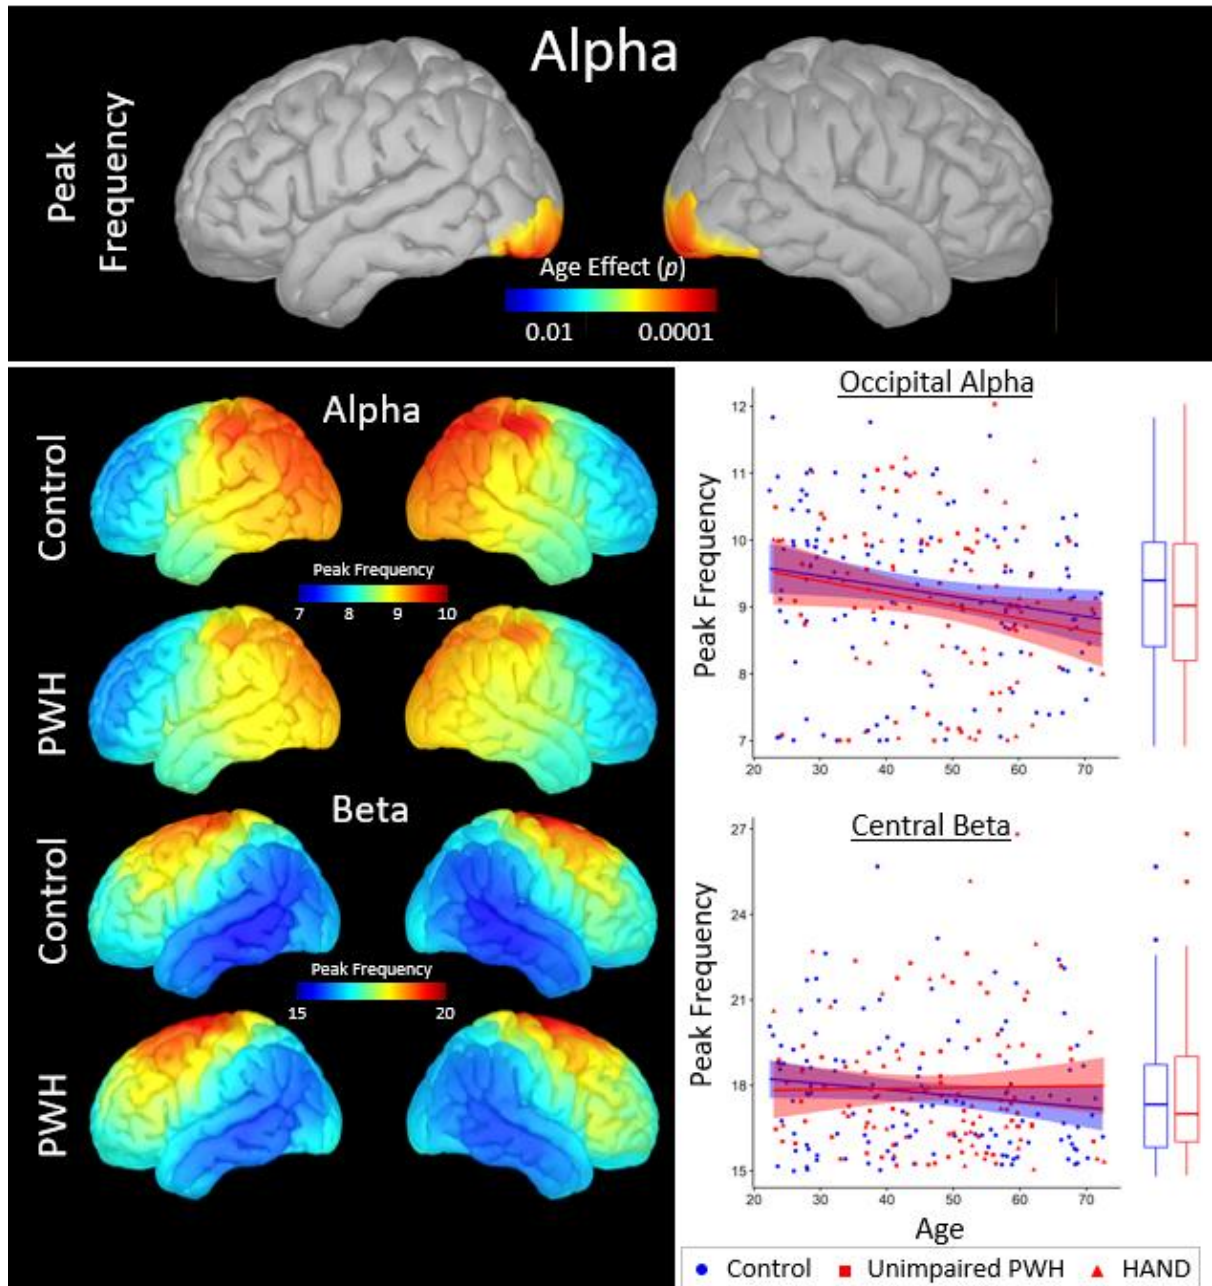 Alpha
Peak
Frequency
Age Effect (p)
0.01 0.0001
Alpha
Control
Peak Frequency
7 8 9 10
PWH
Beta
Control
Peak Frequency
15 20
PWH
Occipital Alpha
Peak Frequency
12
11
10
9
8
7
20 30 40 50 60 70
Central Beta
Peak Frequency
27
24
21
18
15
20 30 40 50 60 70
Age
Control Unimpaired PWH HAND